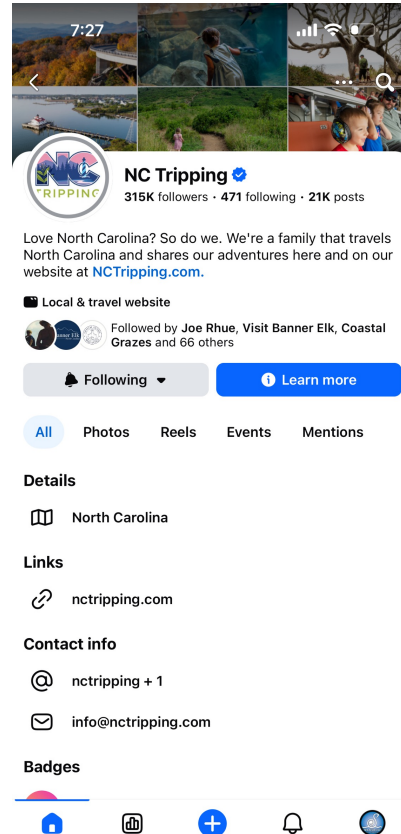 7:27
NC
TRIPPING
NC Tripping
315K followers · 471 following · 21K posts
Love North Carolina? So do we. We're a family that travels
North Carolina and shares our adventures here and on our
website at NCTripping.com.
Local & travel website
Followed by Joe Rhue, Visit Banner Elk, Coastal
Grazes and 66 others
Following
Learn more
All Photos Reels Events Mentions
Details
North Carolina
Links
nctripping.com
Contact info
nctripping + 1
info@nctripping.com
Badges